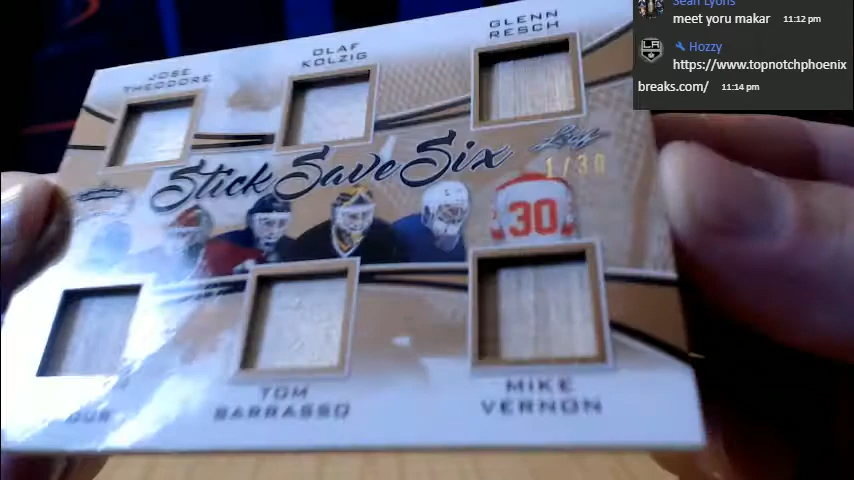 Sean Lyons
meet yoru makar 11:12 pm
Hozzy
https://www.topnotchphoenix
breaks.com/ 11:14 pm
JOSE
THEODORE
OLAF
KOLZIG
GLENN
RESCH
Stick Save Six
Leaf
1/30
30
TOM
BARRASSO
MIKE
VERNON